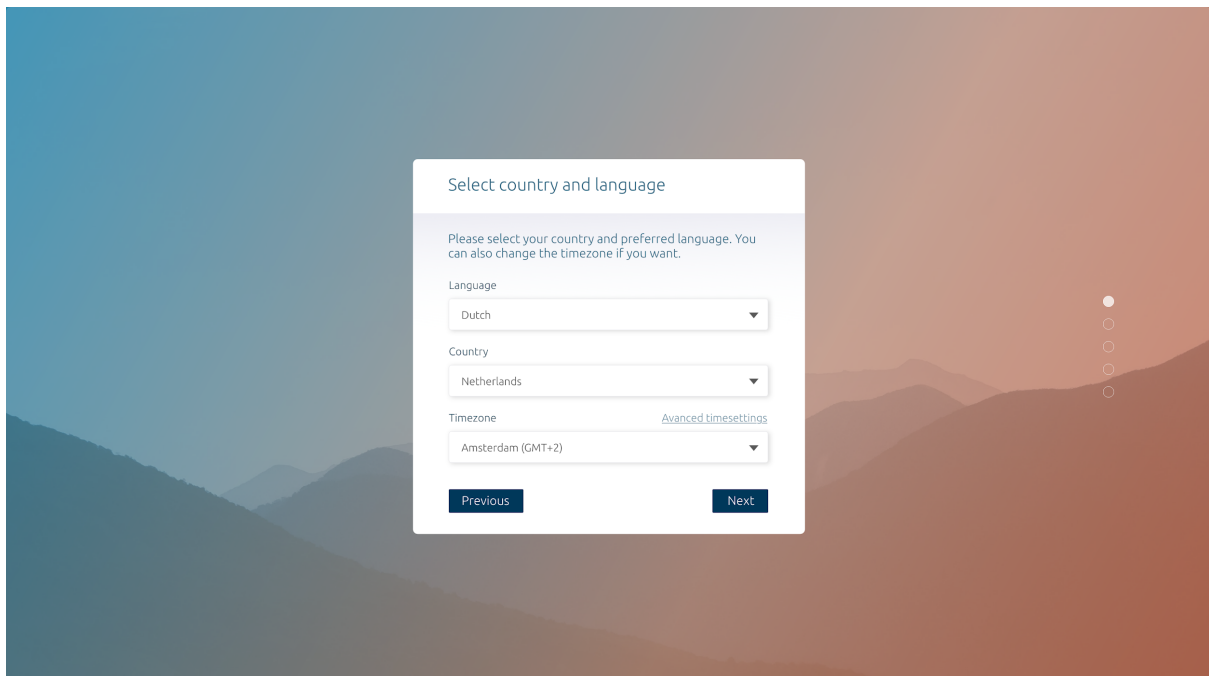 Select country and language
Please select your country and preferred language. You
can also change the timezone if you want.
Language
Dutch
Country
Netherlands
Timezone
Avanced timesettings
Amsterdam (GMT+2)
Previous
Next